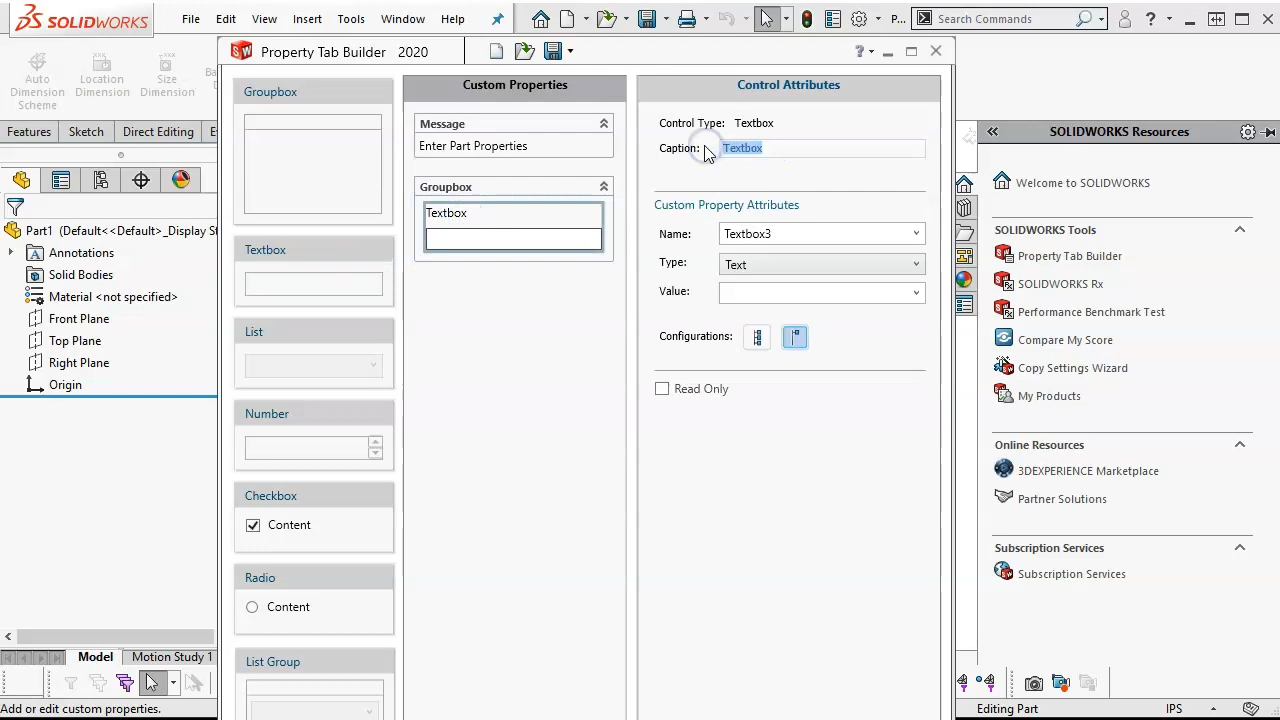 SOLIDWORKS
File
Edit
View
Insert
Tools
Window
Help
P...
Search Commands
?
Auto
Dimension
Scheme
Location
Dimension
Size
Dimension
Features
Sketch
Direct Editing
Part1 (Default<<Default>_Display St
Annotations
Solid Bodies
Material <not specified>
Front Plane
Top Plane
Right Plane
Origin
Model
Motion Study 1
Add or edit custom properties.
Property Tab Builder 2020
?
Groupbox
Textbox
List
Number
Checkbox
Content
Radio
Content
List Group
Custom Properties
Message
Enter Part Properties
Groupbox
Textbox
Control Attributes
Control Type: Textbox
Caption: Textbox
Custom Property Attributes
Name: Textbox3
Type: Text
Value:
Configurations:
Read Only
SOLIDWORKS Resources
Welcome to SOLIDWORKS
SOLIDWORKS Tools
Property Tab Builder
SOLIDWORKS Rx
Performance Benchmark Test
Compare My Score
Copy Settings Wizard
My Products
Online Resources
3DEXPERIENCE Marketplace
Partner Solutions
Subscription Services
Subscription Services
Editing Part
IPS